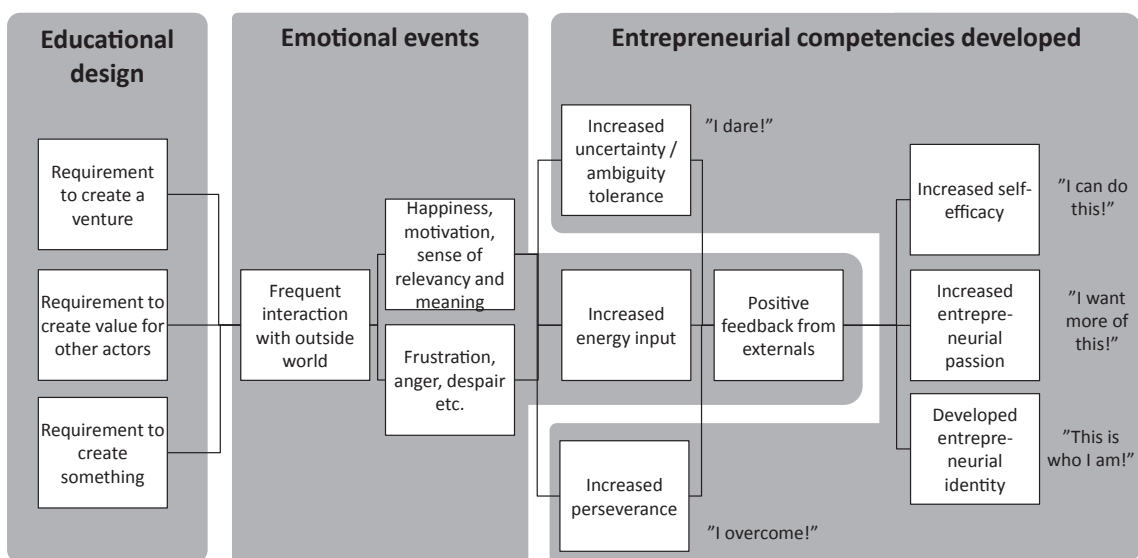 Educational
design
Emotional events
Entrepreneurial competencies developed
Requirement
to create a
venture
Requirement to
create value for
other actors
Requirement to
create
something
Frequent
interaction
with outside
world
Happiness,
motivation,
sense of
relevancy and
meaning
Frustration,
anger, despair
etc.
Increased
uncertainty /
ambiguity
tolerance
"I dare!"
Increased
energy input
Increased
perseverance
"I overcome!"
Positive
feedback from
externals
Increased self-
efficacy
"I can do
this!"
Increased
entrepre-
neurial
passion
"I want
more of
this!"
Developed
entrepre-
neurial
identity
"This is
who I am!"